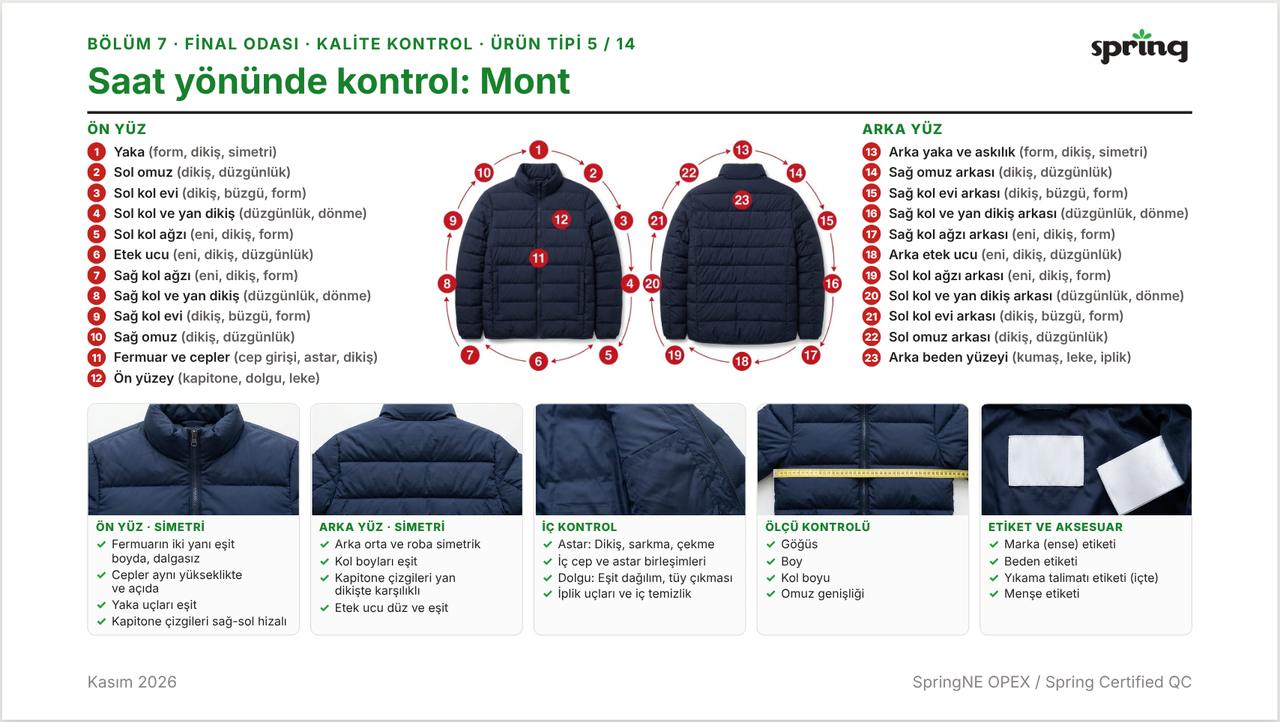 BÖLÜM 7 · FİNAL ODASI · KALİTE KONTROL · ÜRÜN TİPİ 5 / 14
spring
Saat yönünde kontrol: Mont
ÖN YÜZ
1 Yaka (form, dikiş, simetri)
2 Sol omuz (dikiş, düzgünlük)
3 Sol kol evi (dikiş, büzgü, form)
4 Sol kol ve yan dikiş (düzgünlük, dönme)
5 Sol kol ağzı (eni, dikiş, form)
6 Etek ucu (eni, dikiş, düzgünlük)
7 Sağ kol ağzı (eni, dikiş, form)
8 Sağ kol ve yan dikiş (düzgünlük, dönme)
9 Sağ kol evi (dikiş, büzgü, form)
10 Sağ omuz (dikiş, düzgünlük)
11 Fermuar ve cepler (cep girişi, astar, dikiş)
12 Ön yüzey (kapitone, dolgu, leke)
1
2
3
4
5
6
7
8
9
10
11
12
13
14
15
16
17
18
19
20
21
22
23
ARKA YÜZ
13 Arka yaka ve askılık (form, dikiş, simetri)
14 Sağ omuz arkası (dikiş, düzgünlük)
15 Sağ kol evi arkası (dikiş, büzgü, form)
16 Sağ kol ve yan dikiş arkası (düzgünlük, dönme)
17 Sağ kol ağzı arkası (eni, dikiş, form)
18 Arka etek ucu (eni, dikiş, düzgünlük)
19 Sol kol ağzı arkası (eni, dikiş, form)
20 Sol kol ve yan dikiş arkası (düzgünlük, dönme)
21 Sol kol evi arkası (dikiş, büzgü, form)
22 Sol omuz arkası (dikiş, düzgünlük)
23 Arka beden yüzeyi (kumaş, leke, iplik)
ÖN YÜZ · SİMETRİ
✓ Fermuarın iki yanı eşit
boyda, dalgasız
✓ Cepler aynı yükseklikte
ve açıda
✓ Yaka uçları eşit
✓ Kapitone çizgileri sağ-sol hizalı
ARKA YÜZ · SİMETRİ
✓ Arka orta ve roba simetrik
✓ Kol boyları eşit
✓ Kapitone çizgileri yan
dikişte karşılıklı
✓ Etek ucu düz ve eşit
İÇ KONTROL
✓ Astar: Dikiş, sarkma, çekme
✓ İç cep ve astar birleşimleri
✓ Dolgu: Eşit dağılım, tüy çıkması
✓ İplik uçları ve iç temizlik
ÖLÇÜ KONTROLÜ
✓ Göğüs
✓ Boy
✓ Kol boyu
✓ Omuz genişliği
ETİKET VE AKSESUAR
✓ Marka (ense) etiketi
✓ Beden etiketi
✓ Yıkama talimatı etiketi (içte)
✓ Menşe etiketi
Kasım 2026
SpringNE OPEX / Spring Certified QC